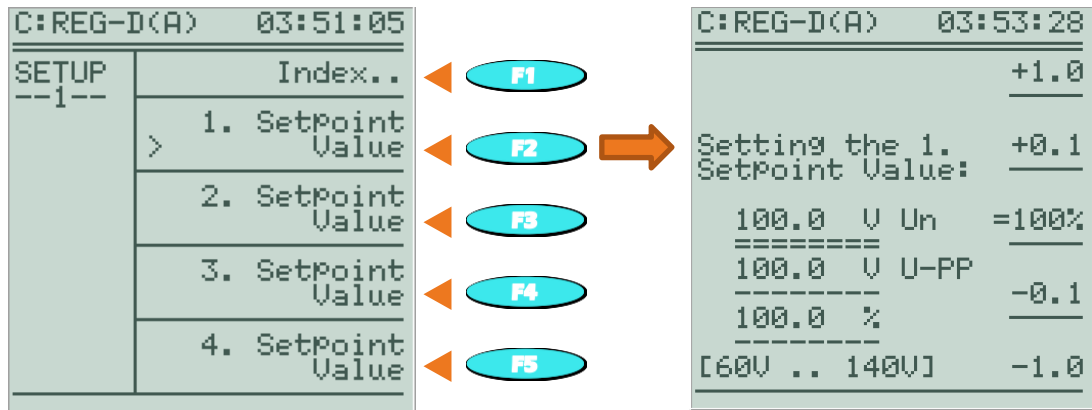 C:REG-D(A) 03:51:05
SETUP
--1--
Index..
1. Setpoint
> Value
2. Setpoint
Value
3. Setpoint
Value
4. Setpoint
Value
F1
F2
F3
F4
F5
C:REG-D(A) 03:53:28
+1.0
Setting the 1. +0.1
Setpoint Value:
100.0 V Un =100%
========
100.0 V U-PP
--------
-0.1
100.0 %
--------
[60V .. 140V] -1.0